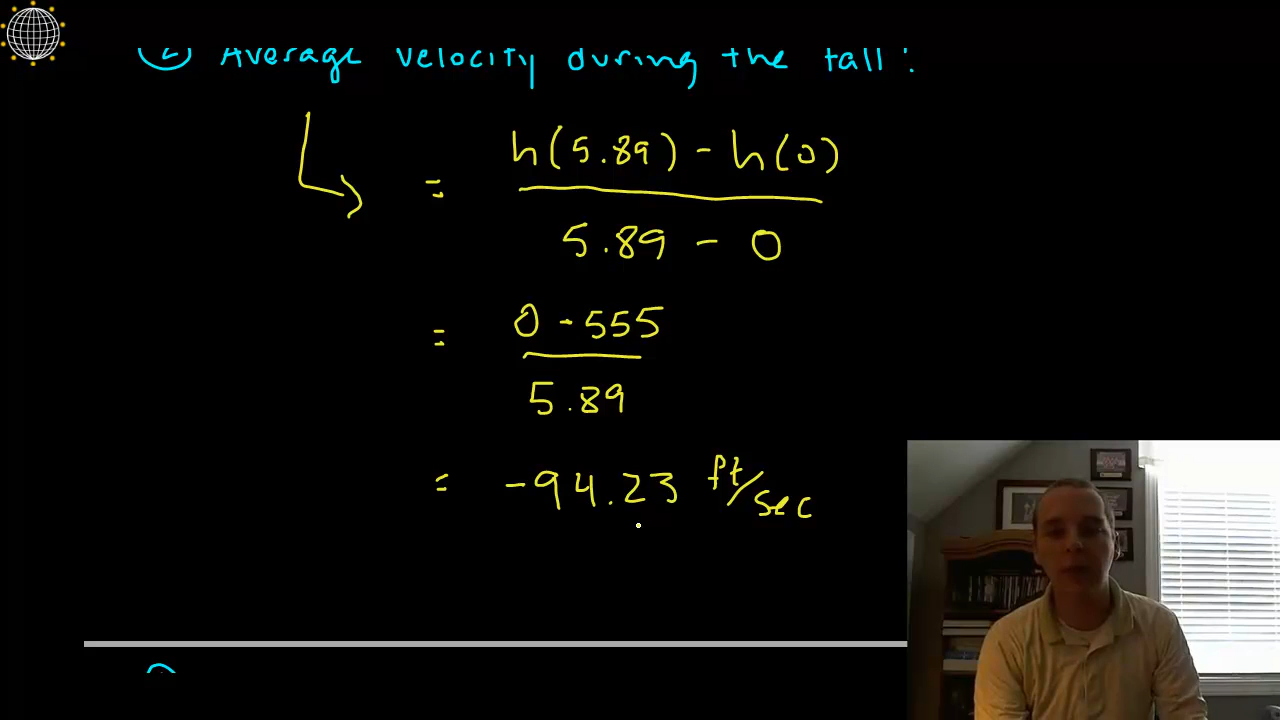 ② Average velocity during the fall:
= h(5.89) - h(0)
5.89 - 0
= 0 - 555
5.89
= -94.23 ft/sec